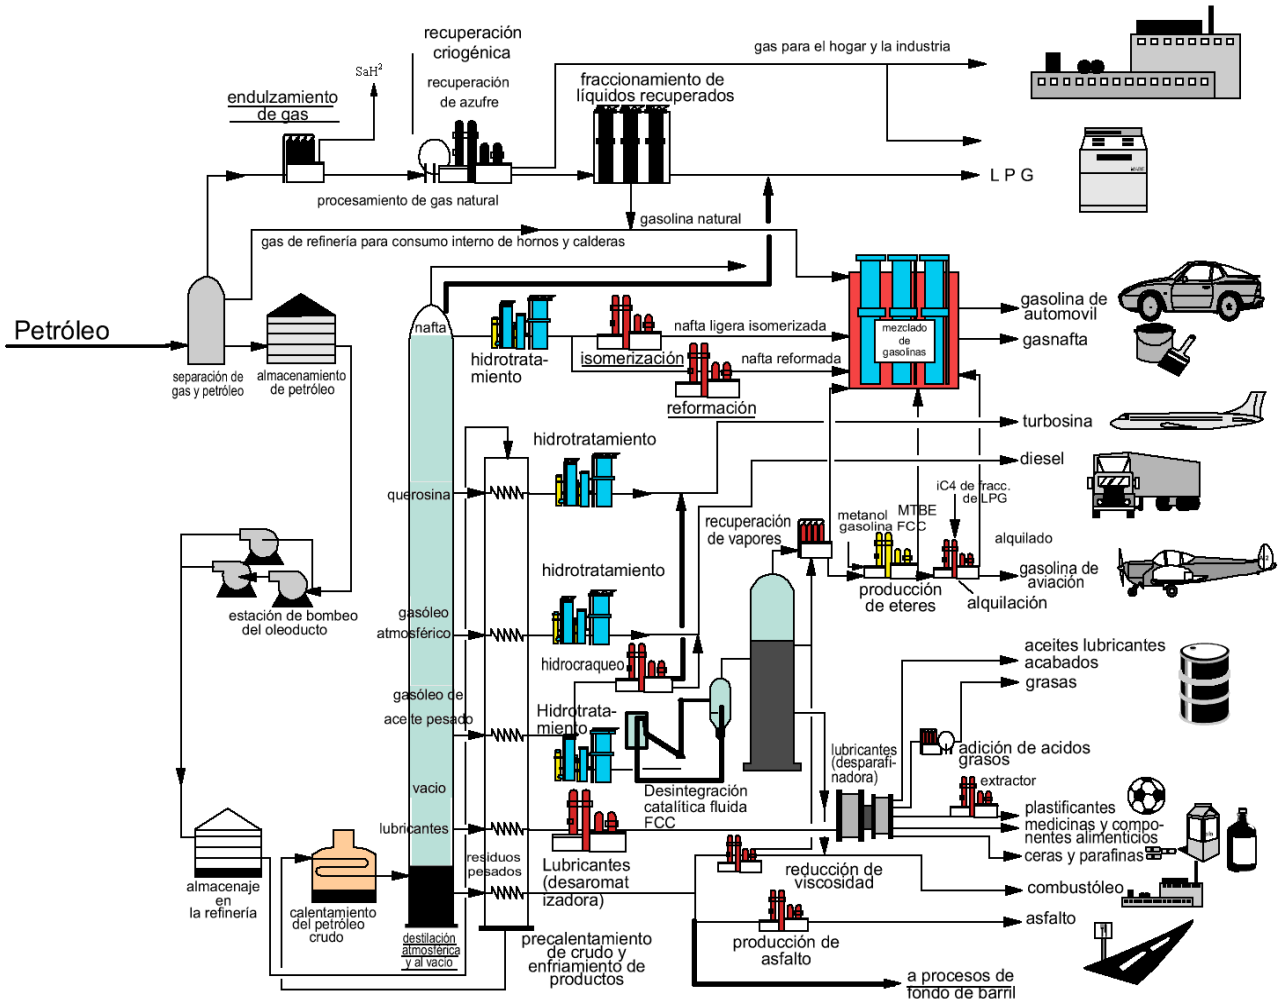 recuperación
criogénica
gas para el hogar y la industria
SaH²
recuperación
de azufre
fraccionamiento de
líquidos recuperados
endulzamiento
de gas
L P G
procesamiento de gas natural
gasolina natural
gas de refinería para consumo interno de hornos y calderas
Petróleo
nafta
nafta ligera isomerizada
mezclado
de
gasolinas
gasolina de
automovil
gasnafta
separación de
gas y petróleo
almacenamiento
de petróleo
hidrotrata-
miento
isomerización
nafta reformada
reformación
turbosina
hidrotratamiento
diesel
querosina
iC4 de fracc.
de LPG
recuperación
de vapores
metanol
gasolina
MTBE
FCC
alquilado
gasolina de
aviación
producción
de eteres
alquilación
hidrotratamiento
estación de bombeo
del oleoducto
gasóleo
atmosférico
hidrocraqueo
aceites lubricantes
acabados
grasas
gasóleo de
aceite pesado
Hidrotrata-
miento
lubricantes
(desparafi-
nadora)
adición de acidos
grasos
extractor
vacio
Desintegración
catalítica fluida
FCC
plastificantes
medicinas y compo-
nentes alimenticios
ceras y parafinas
lubricantes
residuos
pesados
Lubricantes
(desaromat
izadora)
reducción de
viscosidad
combustóleo
almacenaje
en
la refinería
calentamiento
del petróleo
crudo
asfalto
destilación
atmosférica
y al vacio
precalentamiento
de crudo y
enfriamiento de
productos
producción de
asfalto
a procesos de
fondo de barril